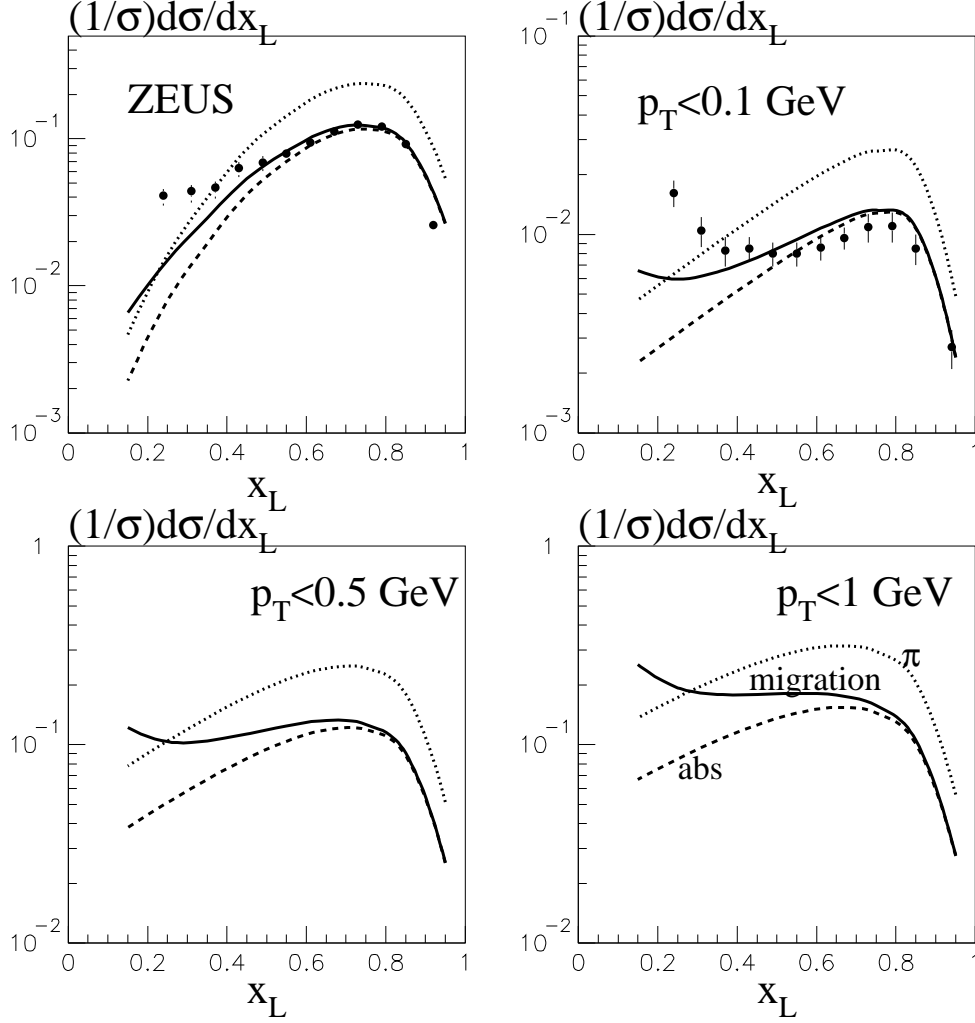 (1/σ)dσ/dx_L
ZEUS
10^-1
10^-2
10^-3
0 0.2 0.4 0.6 0.8 1
x_L
(1/σ)dσ/dx_L
p_T<0.1 GeV
10^-1
10^-2
10^-3
0 0.2 0.4 0.6 0.8 1
x_L
(1/σ)dσ/dx_L
p_T<0.5 GeV
1
10^-1
10^-2
0 0.2 0.4 0.6 0.8 1
x_L
(1/σ)dσ/dx_L
p_T<1 GeV
1
π
migration
10^-1
abs
10^-2
0 0.2 0.4 0.6 0.8 1
x_L